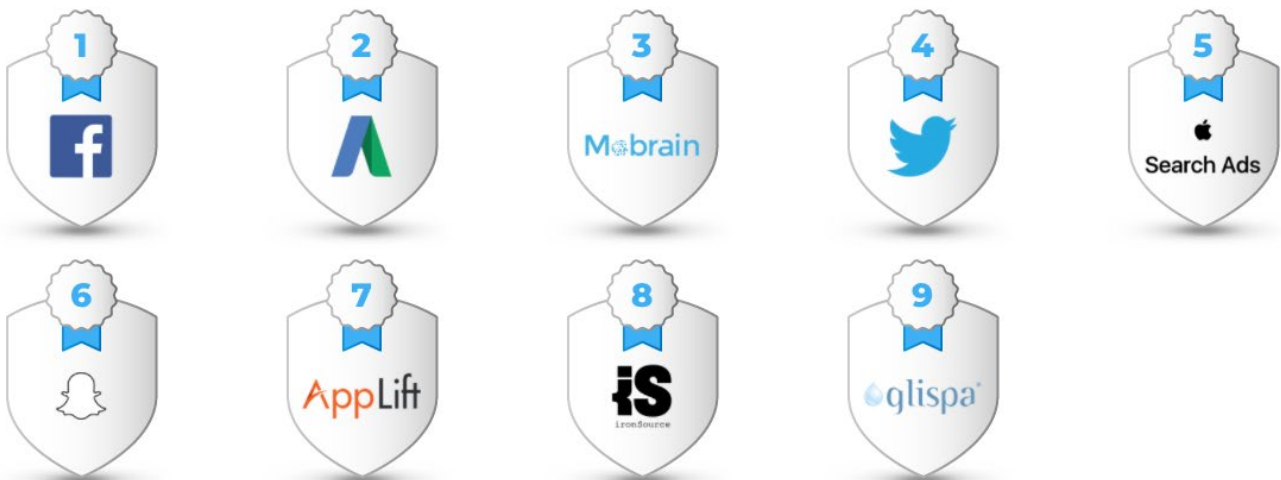 1
2
3
4
5
f
Mobrain
Search Ads
6
7
8
9
AppLift
iS
ironSource
glispa